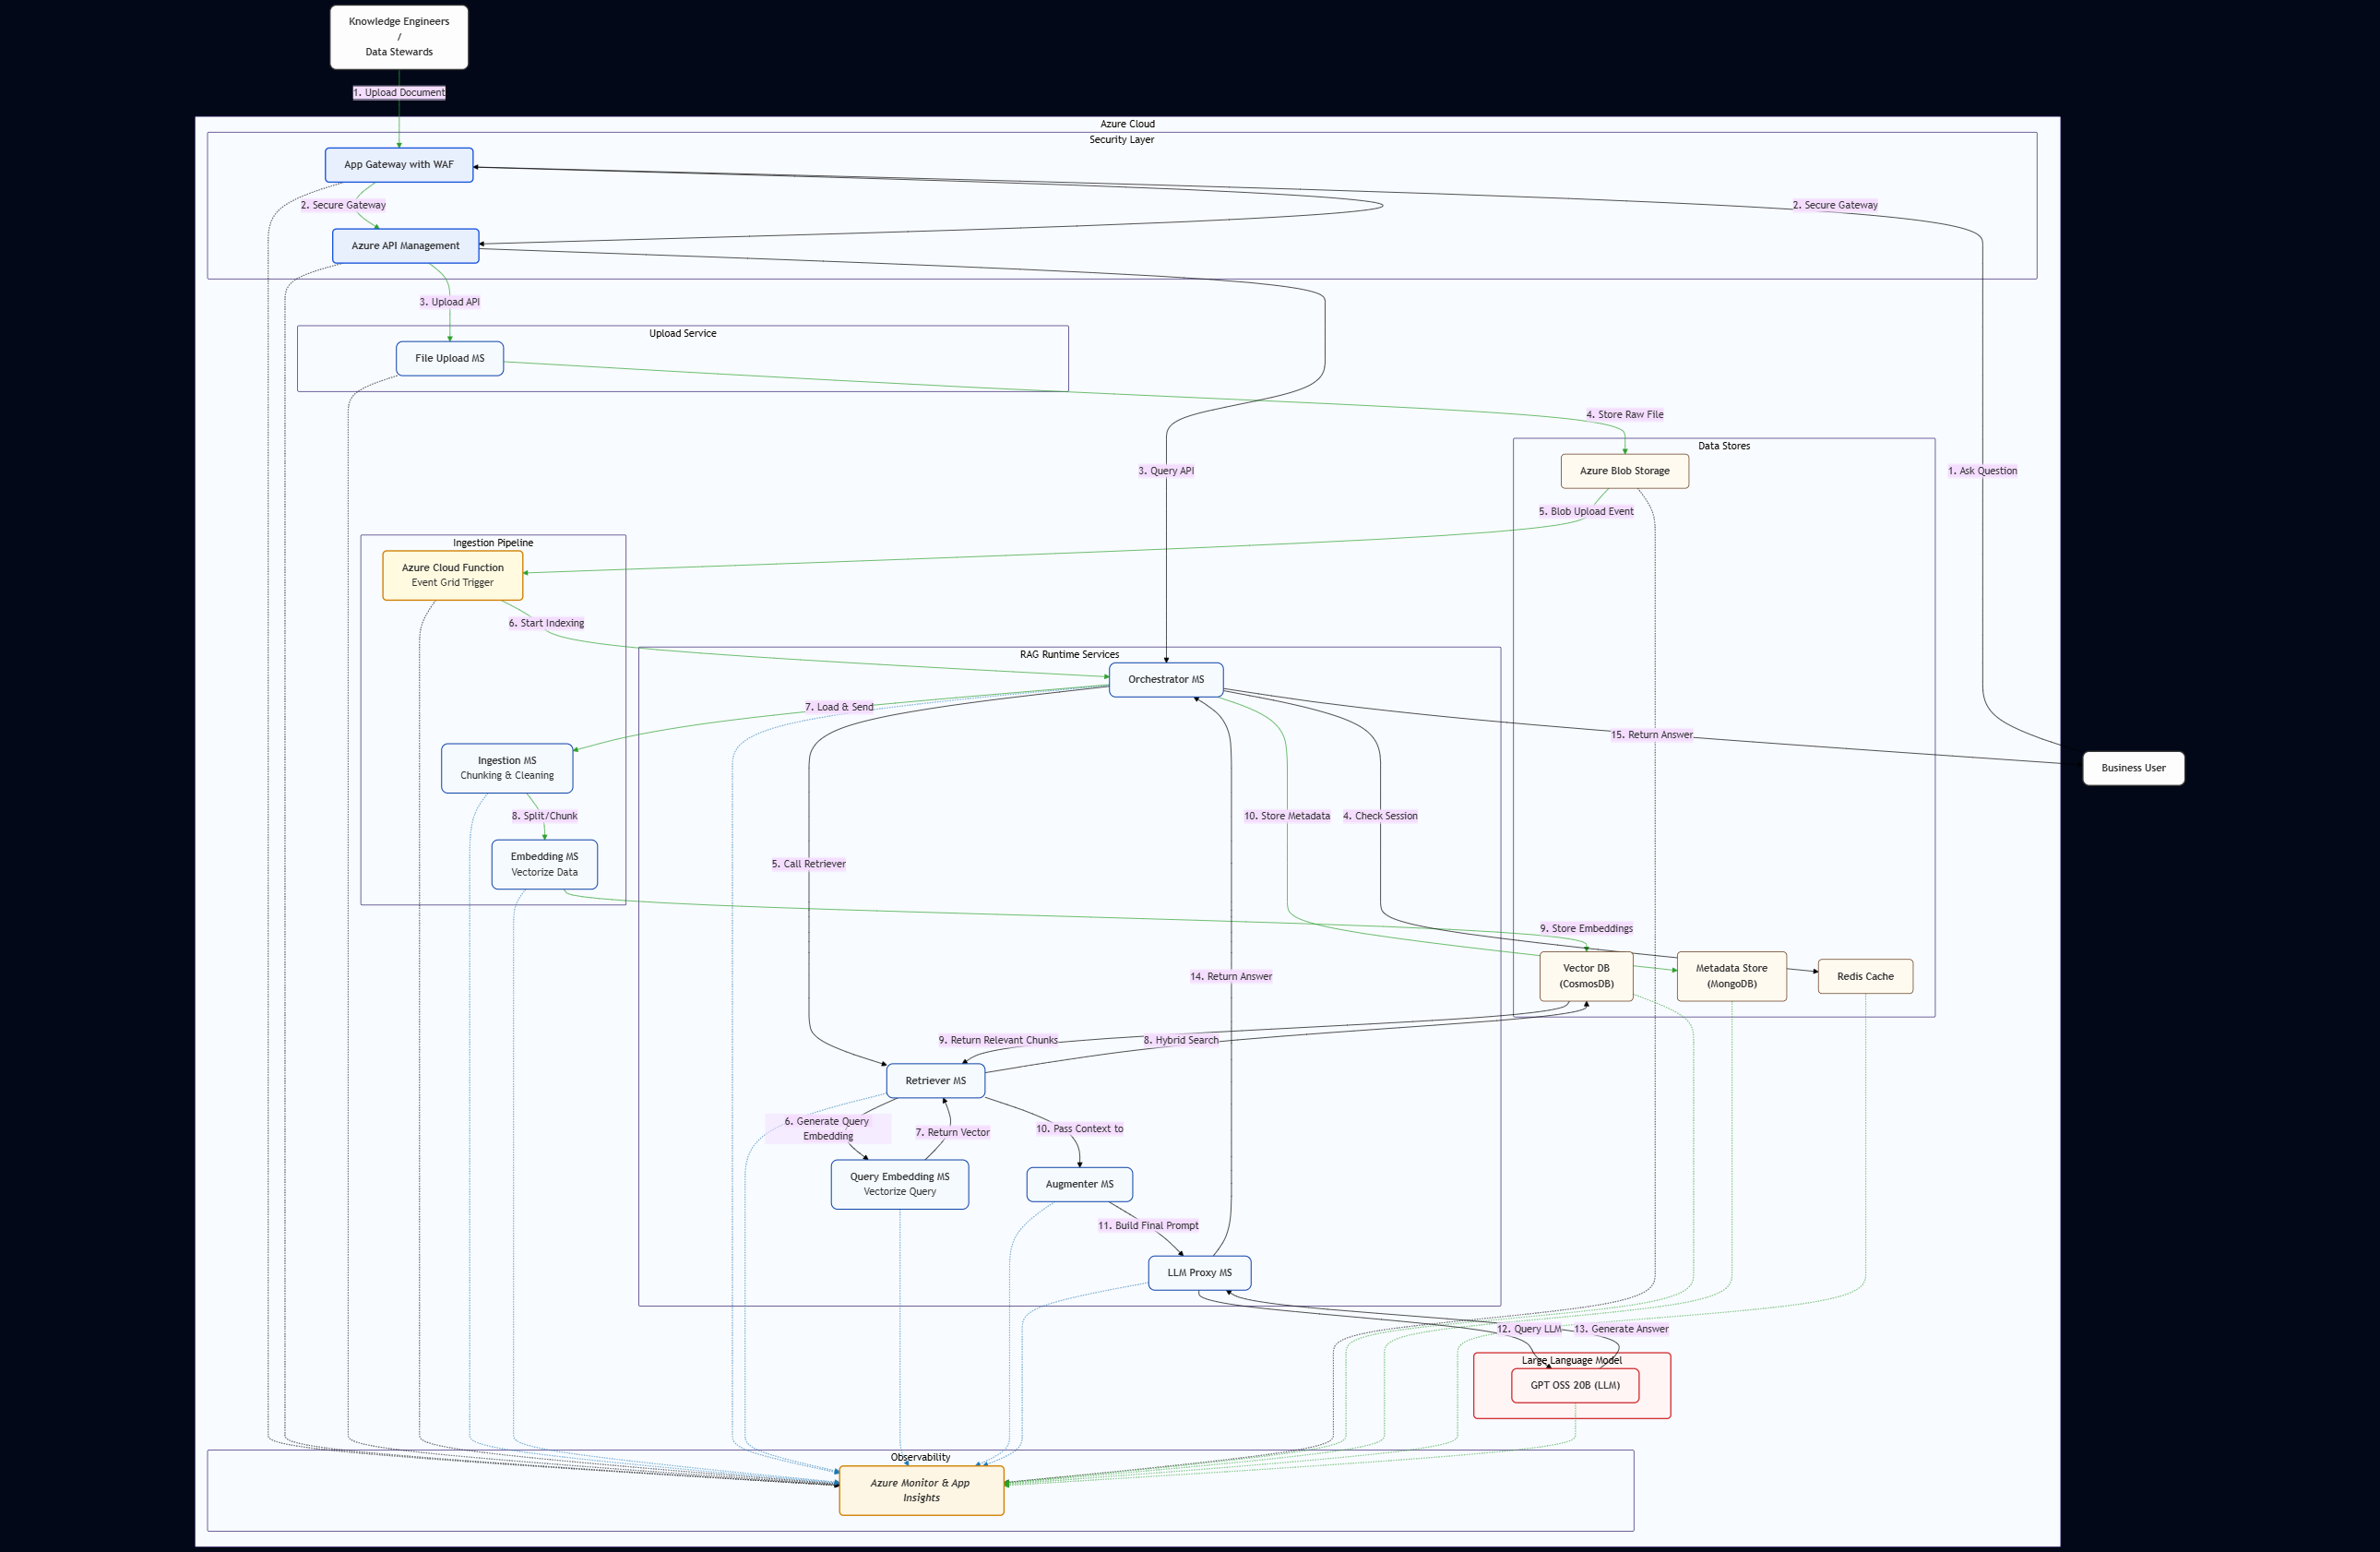 Knowledge Engineers
/
Data Stewards
1. Upload Document
Azure Cloud
Security Layer
App Gateway with WAF
2. Secure Gateway
2. Secure Gateway
Azure API Management
3. Upload API
Upload Service
File Upload MS
4. Store Raw File
Data Stores
3. Query API
Azure Blob Storage
1. Ask Question
5. Blob Upload Event
Ingestion Pipeline
Azure Cloud Function
Event Grid Trigger
6. Start Indexing
RAG Runtime Services
Orchestrator MS
7. Load & Send
15. Return Answer
Business User
Ingestion MS
Chunking & Cleaning
8. Split/Chunk
10. Store Metadata
4. Check Session
Embedding MS
Vectorize Data
5. Call Retriever
9. Store Embeddings
14. Return Answer
Vector DB
(CosmosDB)
Metadata Store
(MongoDB)
Redis Cache
9. Return Relevant Chunks
8. Hybrid Search
Retriever MS
6. Generate Query
Embedding
7. Return Vector
10. Pass Context to
Query Embedding MS
Vectorize Query
Augmenter MS
11. Build Final Prompt
LLM Proxy MS
12. Query LLM
13. Generate Answer
Large Language Model
GPT OSS 20B (LLM)
Observability
Azure Monitor & App
Insights